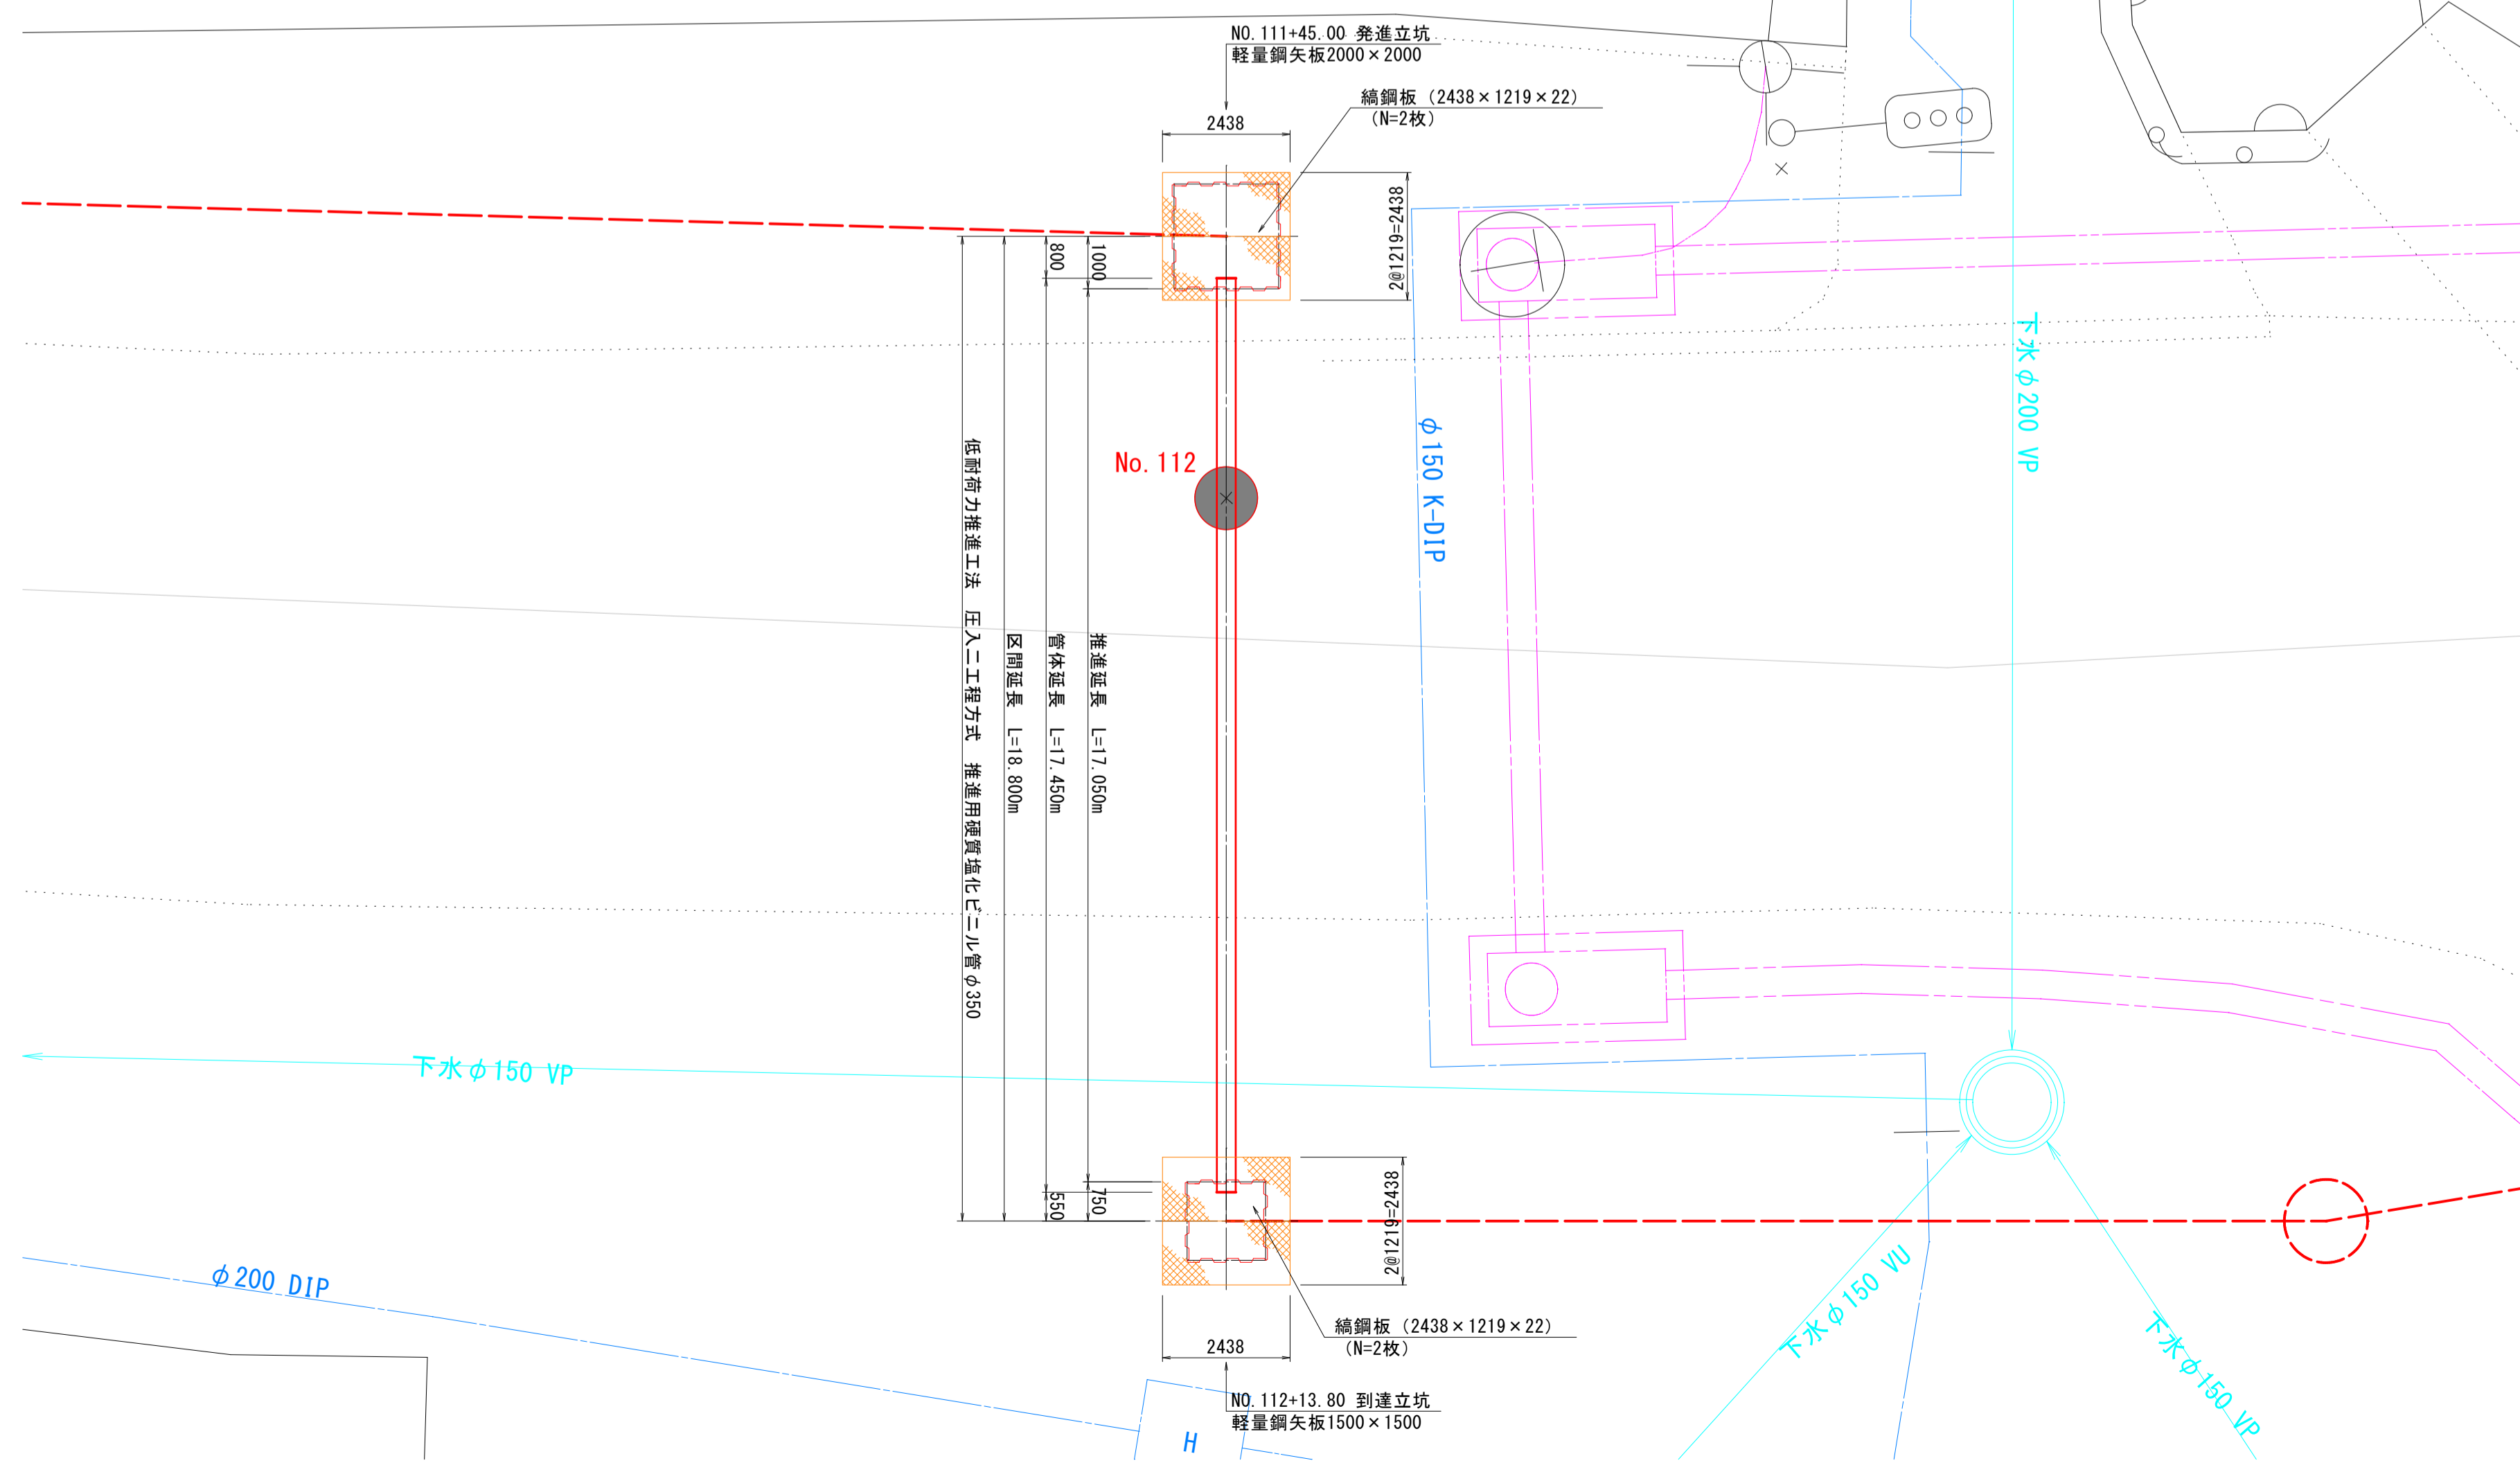 NO.111+45.00 発進立坑
軽量鋼矢板2000×2000
縞鋼板（2438×1219×22）
（N=2枚）
2438
2@1219=2438
800
1000
No.112
φ150 K-DIP
下水φ200 VP
低耐荷力推進工法　圧入二工程方式　推進用硬質塩化ビニル管φ350
区間延長　L=18.800m
管体延長　L=17.450m
推進延長　L=17.050m
下水φ150 VP
550
750
2@1219=2438
φ200 DIP
縞鋼板（2438×1219×22）
（N=2枚）
2438
NO.112+13.80 到達立坑
軽量鋼矢板1500×1500
H
下水φ150 VU
下水φ150 VP